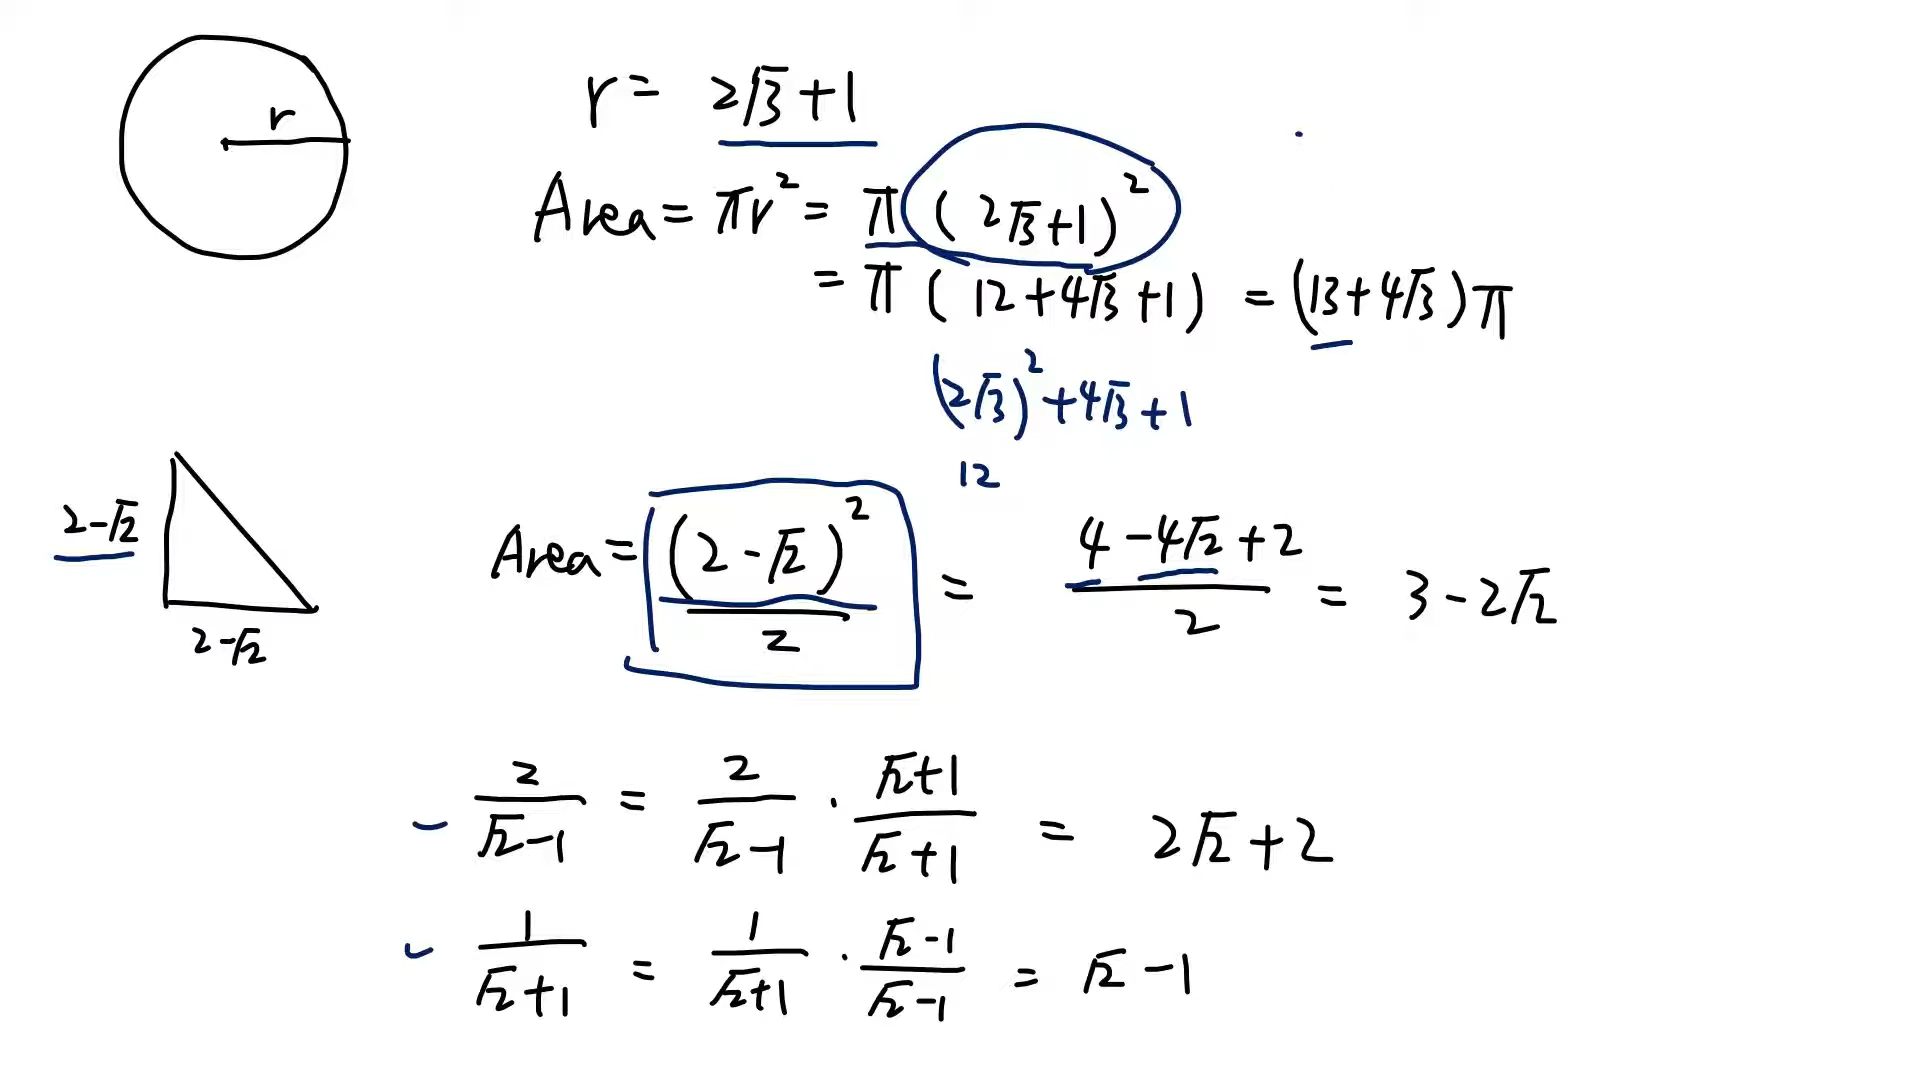 r
r = 2√3 + 1
Area = πr² = π(2√3+1)²
= π(12+4√3+1) = (13+4√3)π
(2√3)²+4√3+1
12
2-√2
2-√2
Area = (2-√2)²/2 = (4-4√2+2)/2 = 3-2√2
2/(√2-1) = 2/(√2-1) · (√2+1)/(√2+1) = 2√2+2
1/(√2+1) = 1/(√2+1) · (√2-1)/(√2-1) = √2-1